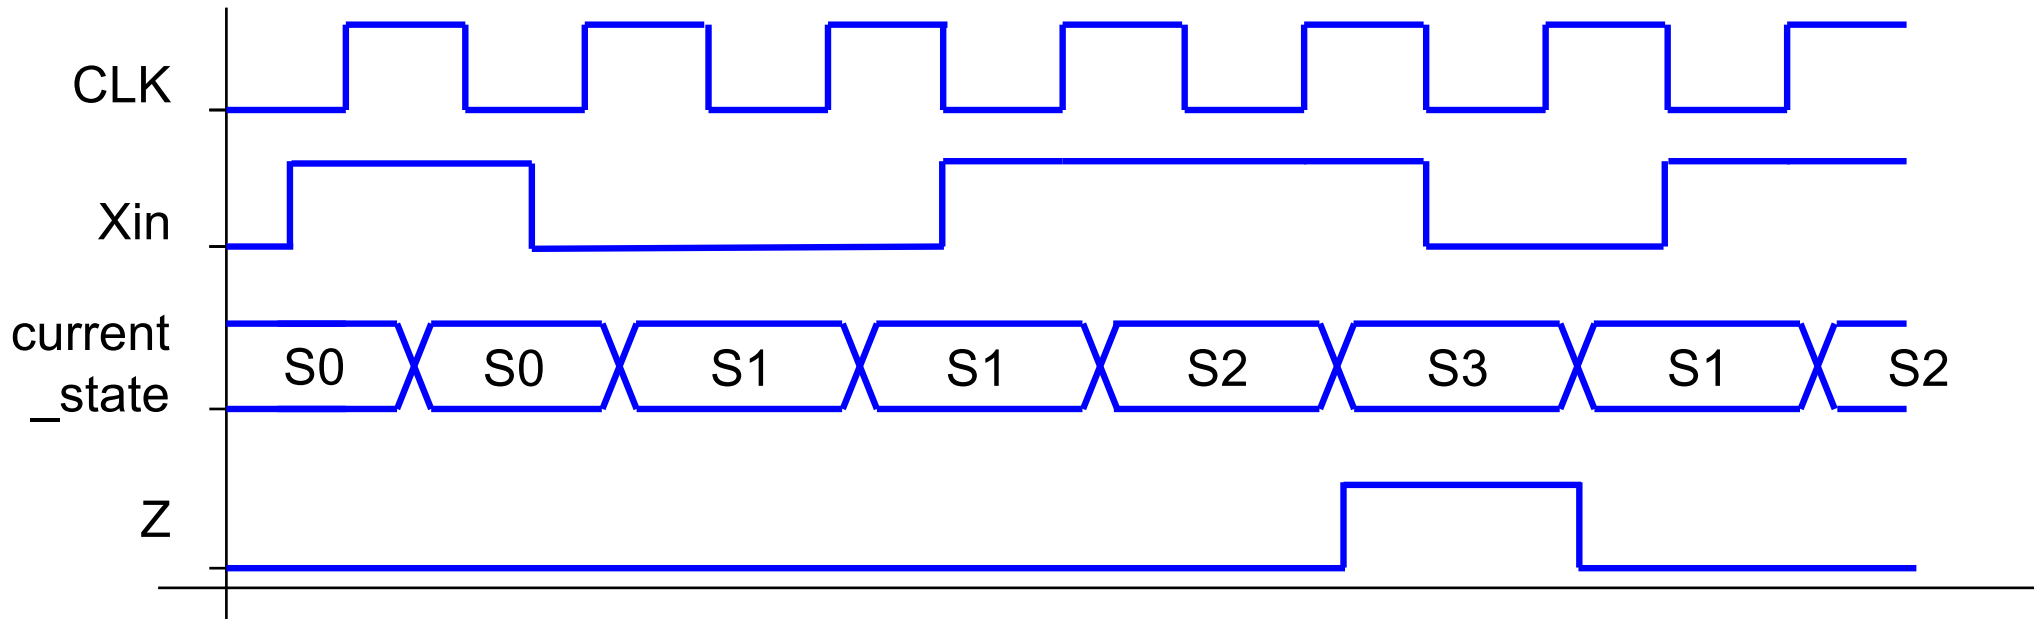 CLK
Xin
current
_state
S0 S0 S1 S1 S2 S3 S1 S2
Z